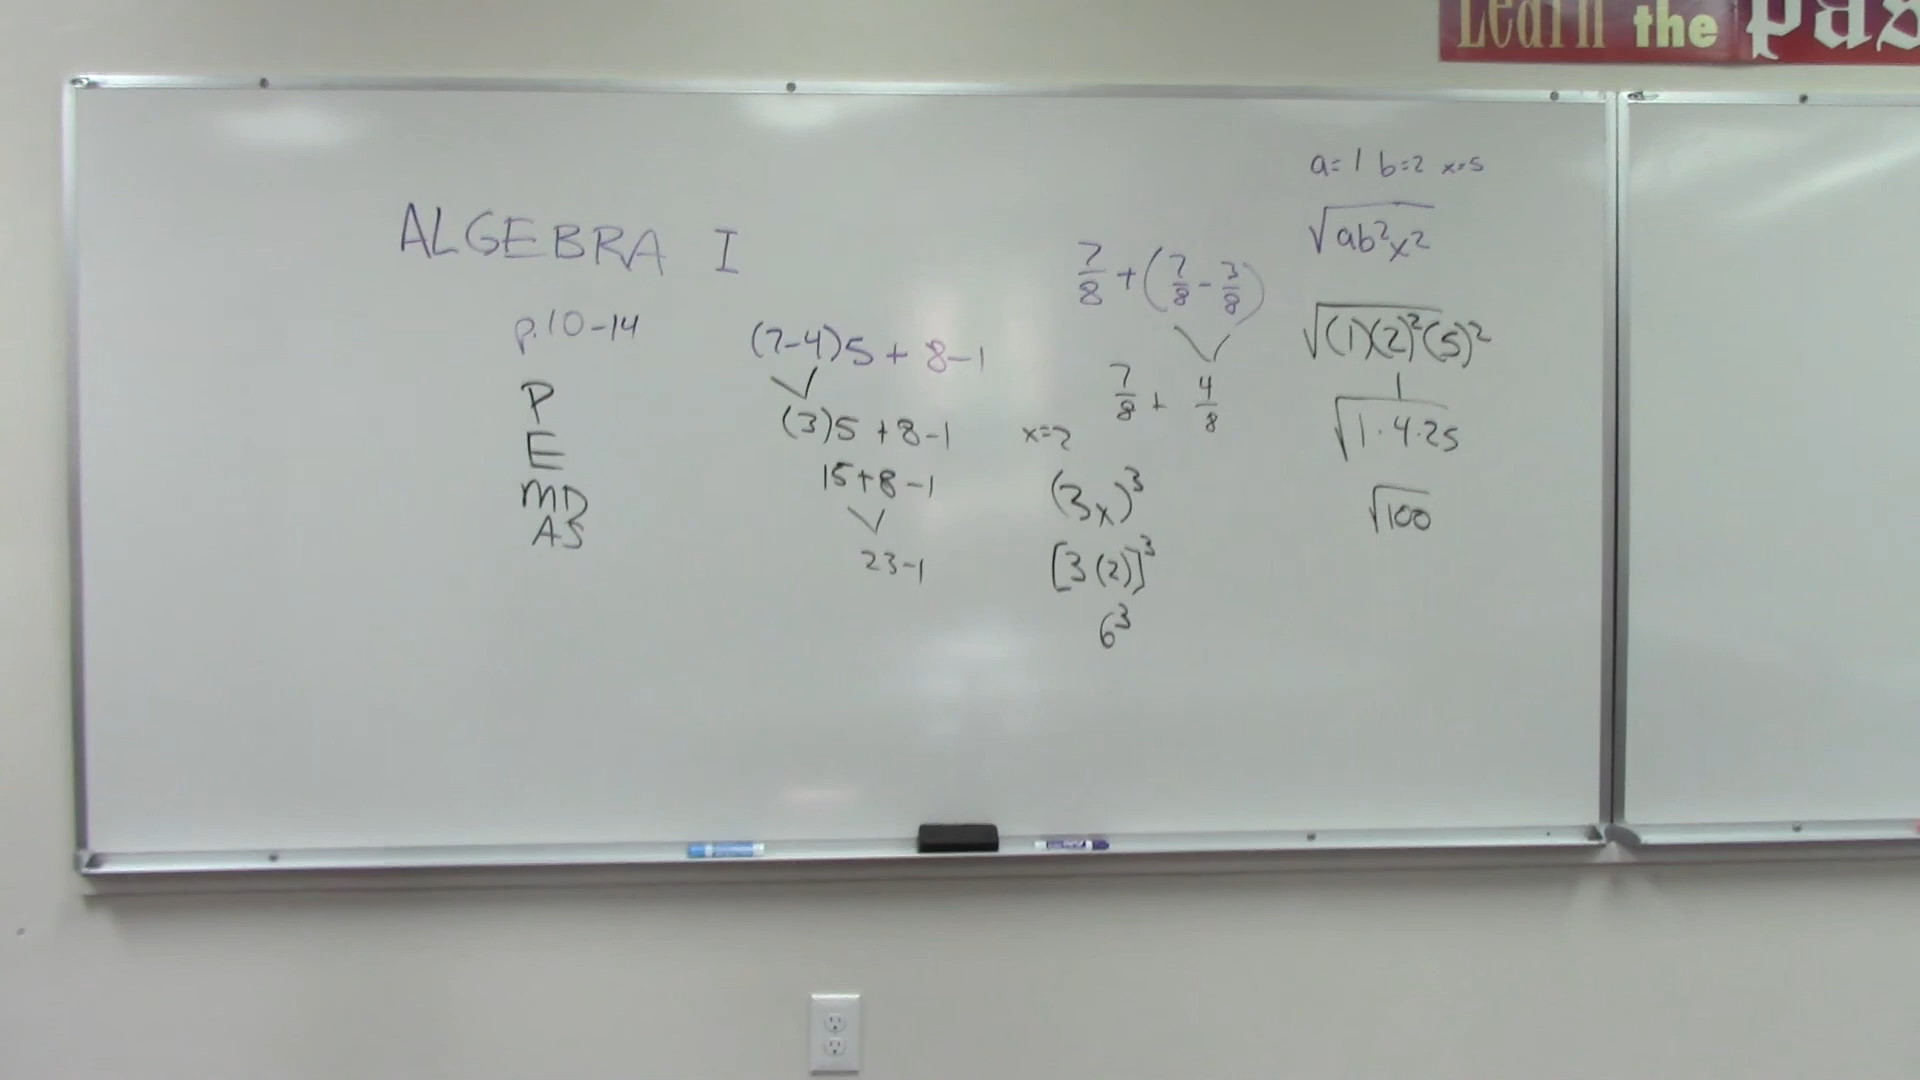 Learn the pas
ALGEBRA I
p.10-14
P
E
MD
AS
(7-4)5 + 8-1
(3)5 + 8-1
15+8-1
23-1
7/8 + (7/8 - 3/8)
7/8 + 4/8
x=2
(3x)³
[3(2)]³
6³
a=1 b=2 x=5
√ab²x²
√(1)(2)²(5)²
√1·4·25
√100